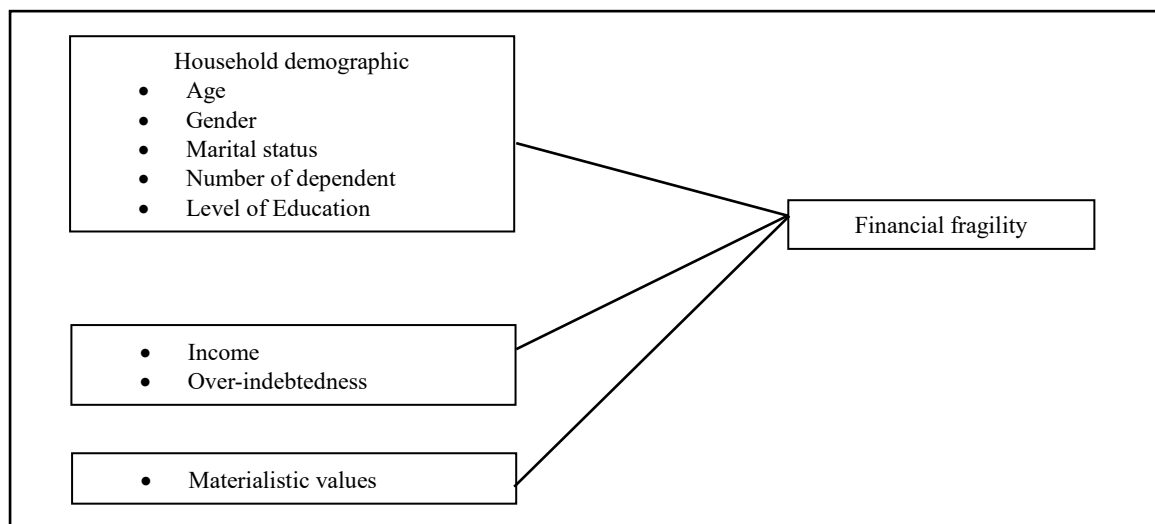 Household demographic
• Age
• Gender
• Marital status
• Number of dependent
• Level of Education
Financial fragility
• Income
• Over-indebtedness
• Materialistic values